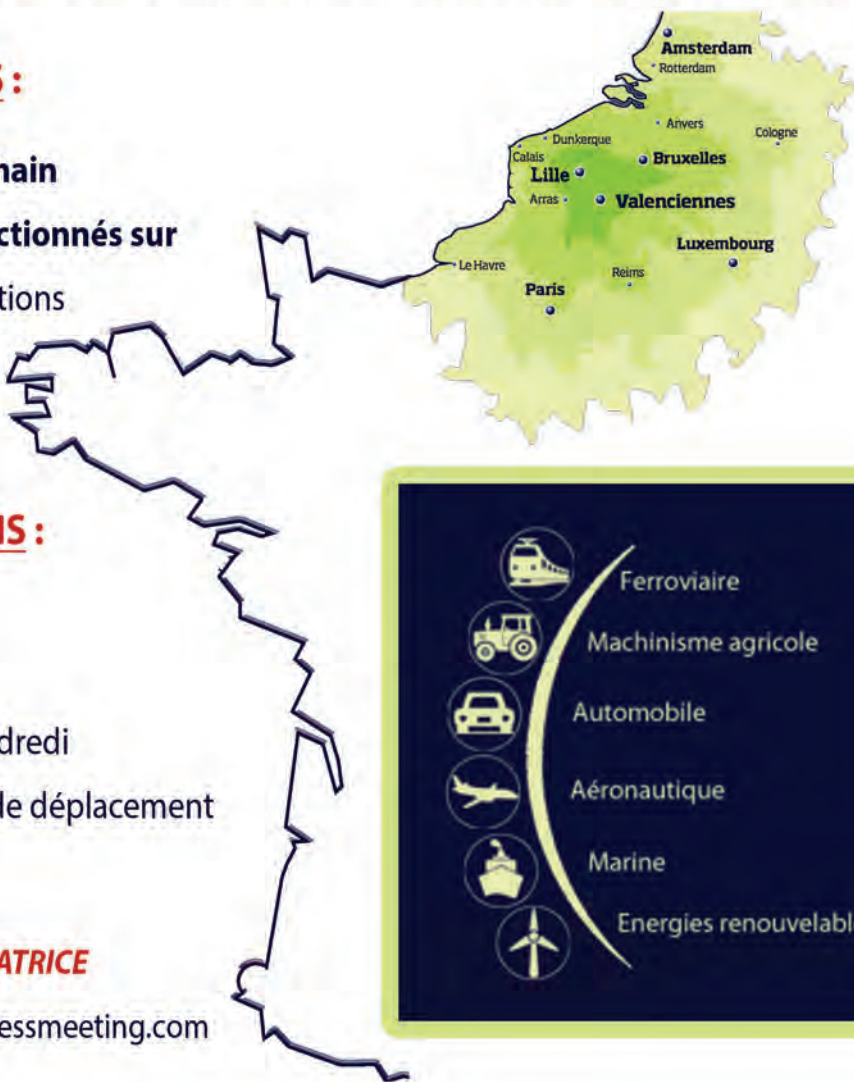 S :
ain
ctionnés sur
tions
NS :
dredi
de déplacement
ATRICE
essmeeting.com
Amsterdam
Rotterdam
Anvers
Cologne
Dunkerque
Calais
Bruxelles
Lille
Arras
Valenciennes
Luxembourg
Le Havre
Reims
Paris
Ferroviaire
Machinisme agricole
Automobile
Aéronautique
Marine
Energies renouvelabl